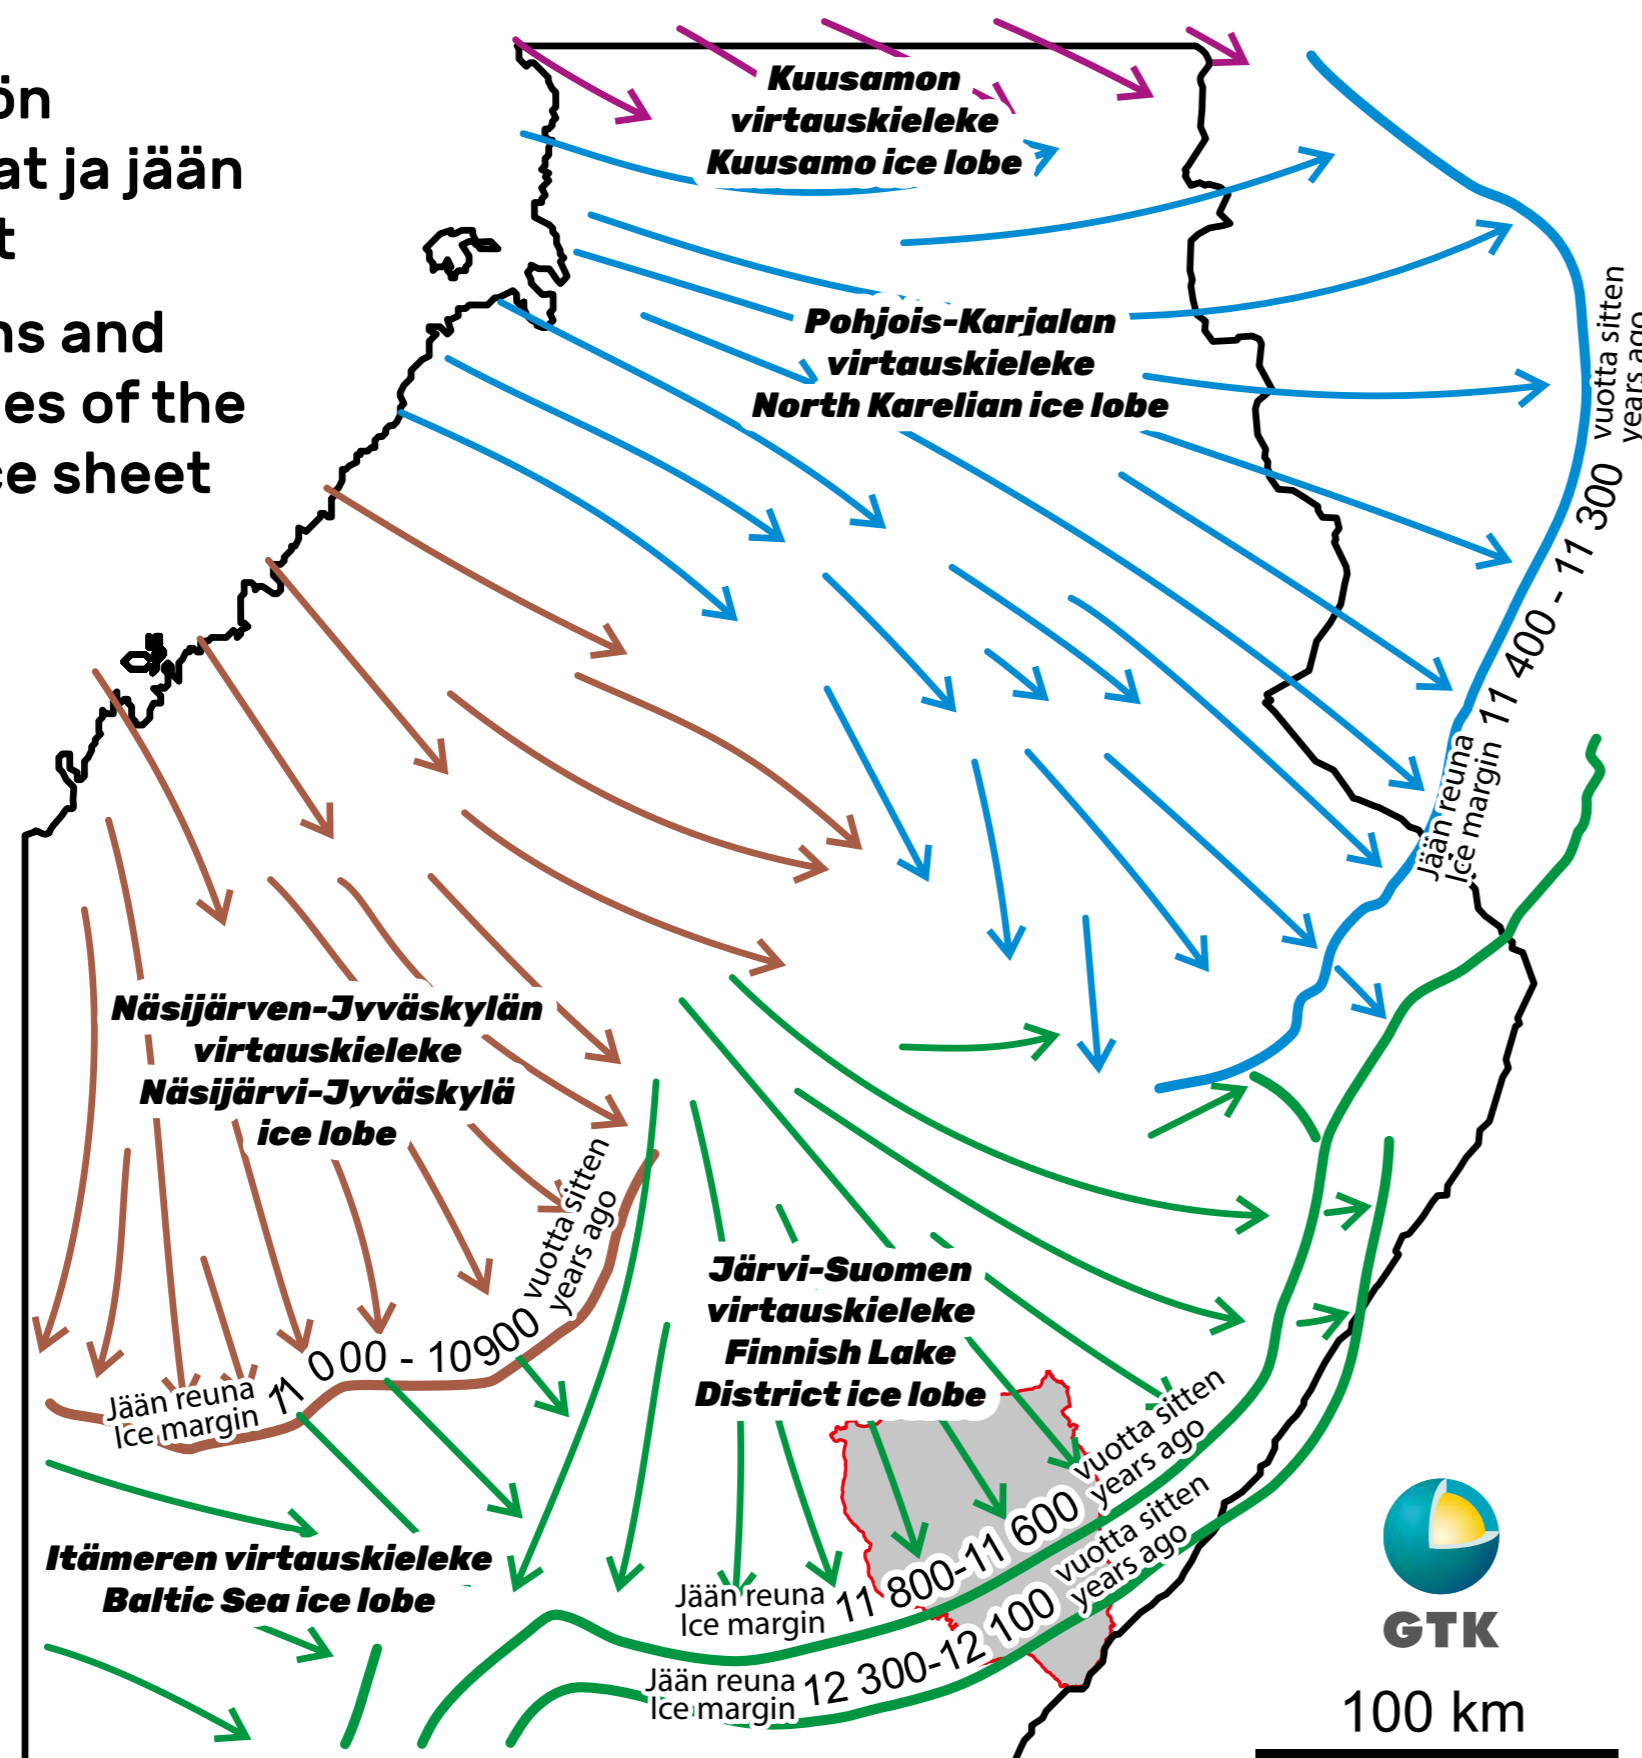 ön
at ja jään
t
ns and
es of the
ce sheet
Kuusamon
virtauskieleke
Kuusamo ice lobe
Pohjois-Karjalan
virtauskieleke
North Karelian ice lobe
Jään reuna
Ice margin
11 400 - 11 300
vuotta sitten
years ago
Näsijärven-Jyväskylän
virtauskieleke
Näsijärvi-Jyväskylä
ice lobe
Jään reuna
Ice margin
11 000 - 10900
vuotta sitten
years ago
Järvi-Suomen
virtauskieleke
Finnish Lake
District ice lobe
Itämeren virtauskieleke
Baltic Sea ice lobe
Jään reuna
Ice margin
11 800-11 600
vuotta sitten
years ago
Jään reuna
Ice margin
12 300-12 100
vuotta sitten
years ago
GTK
100 km